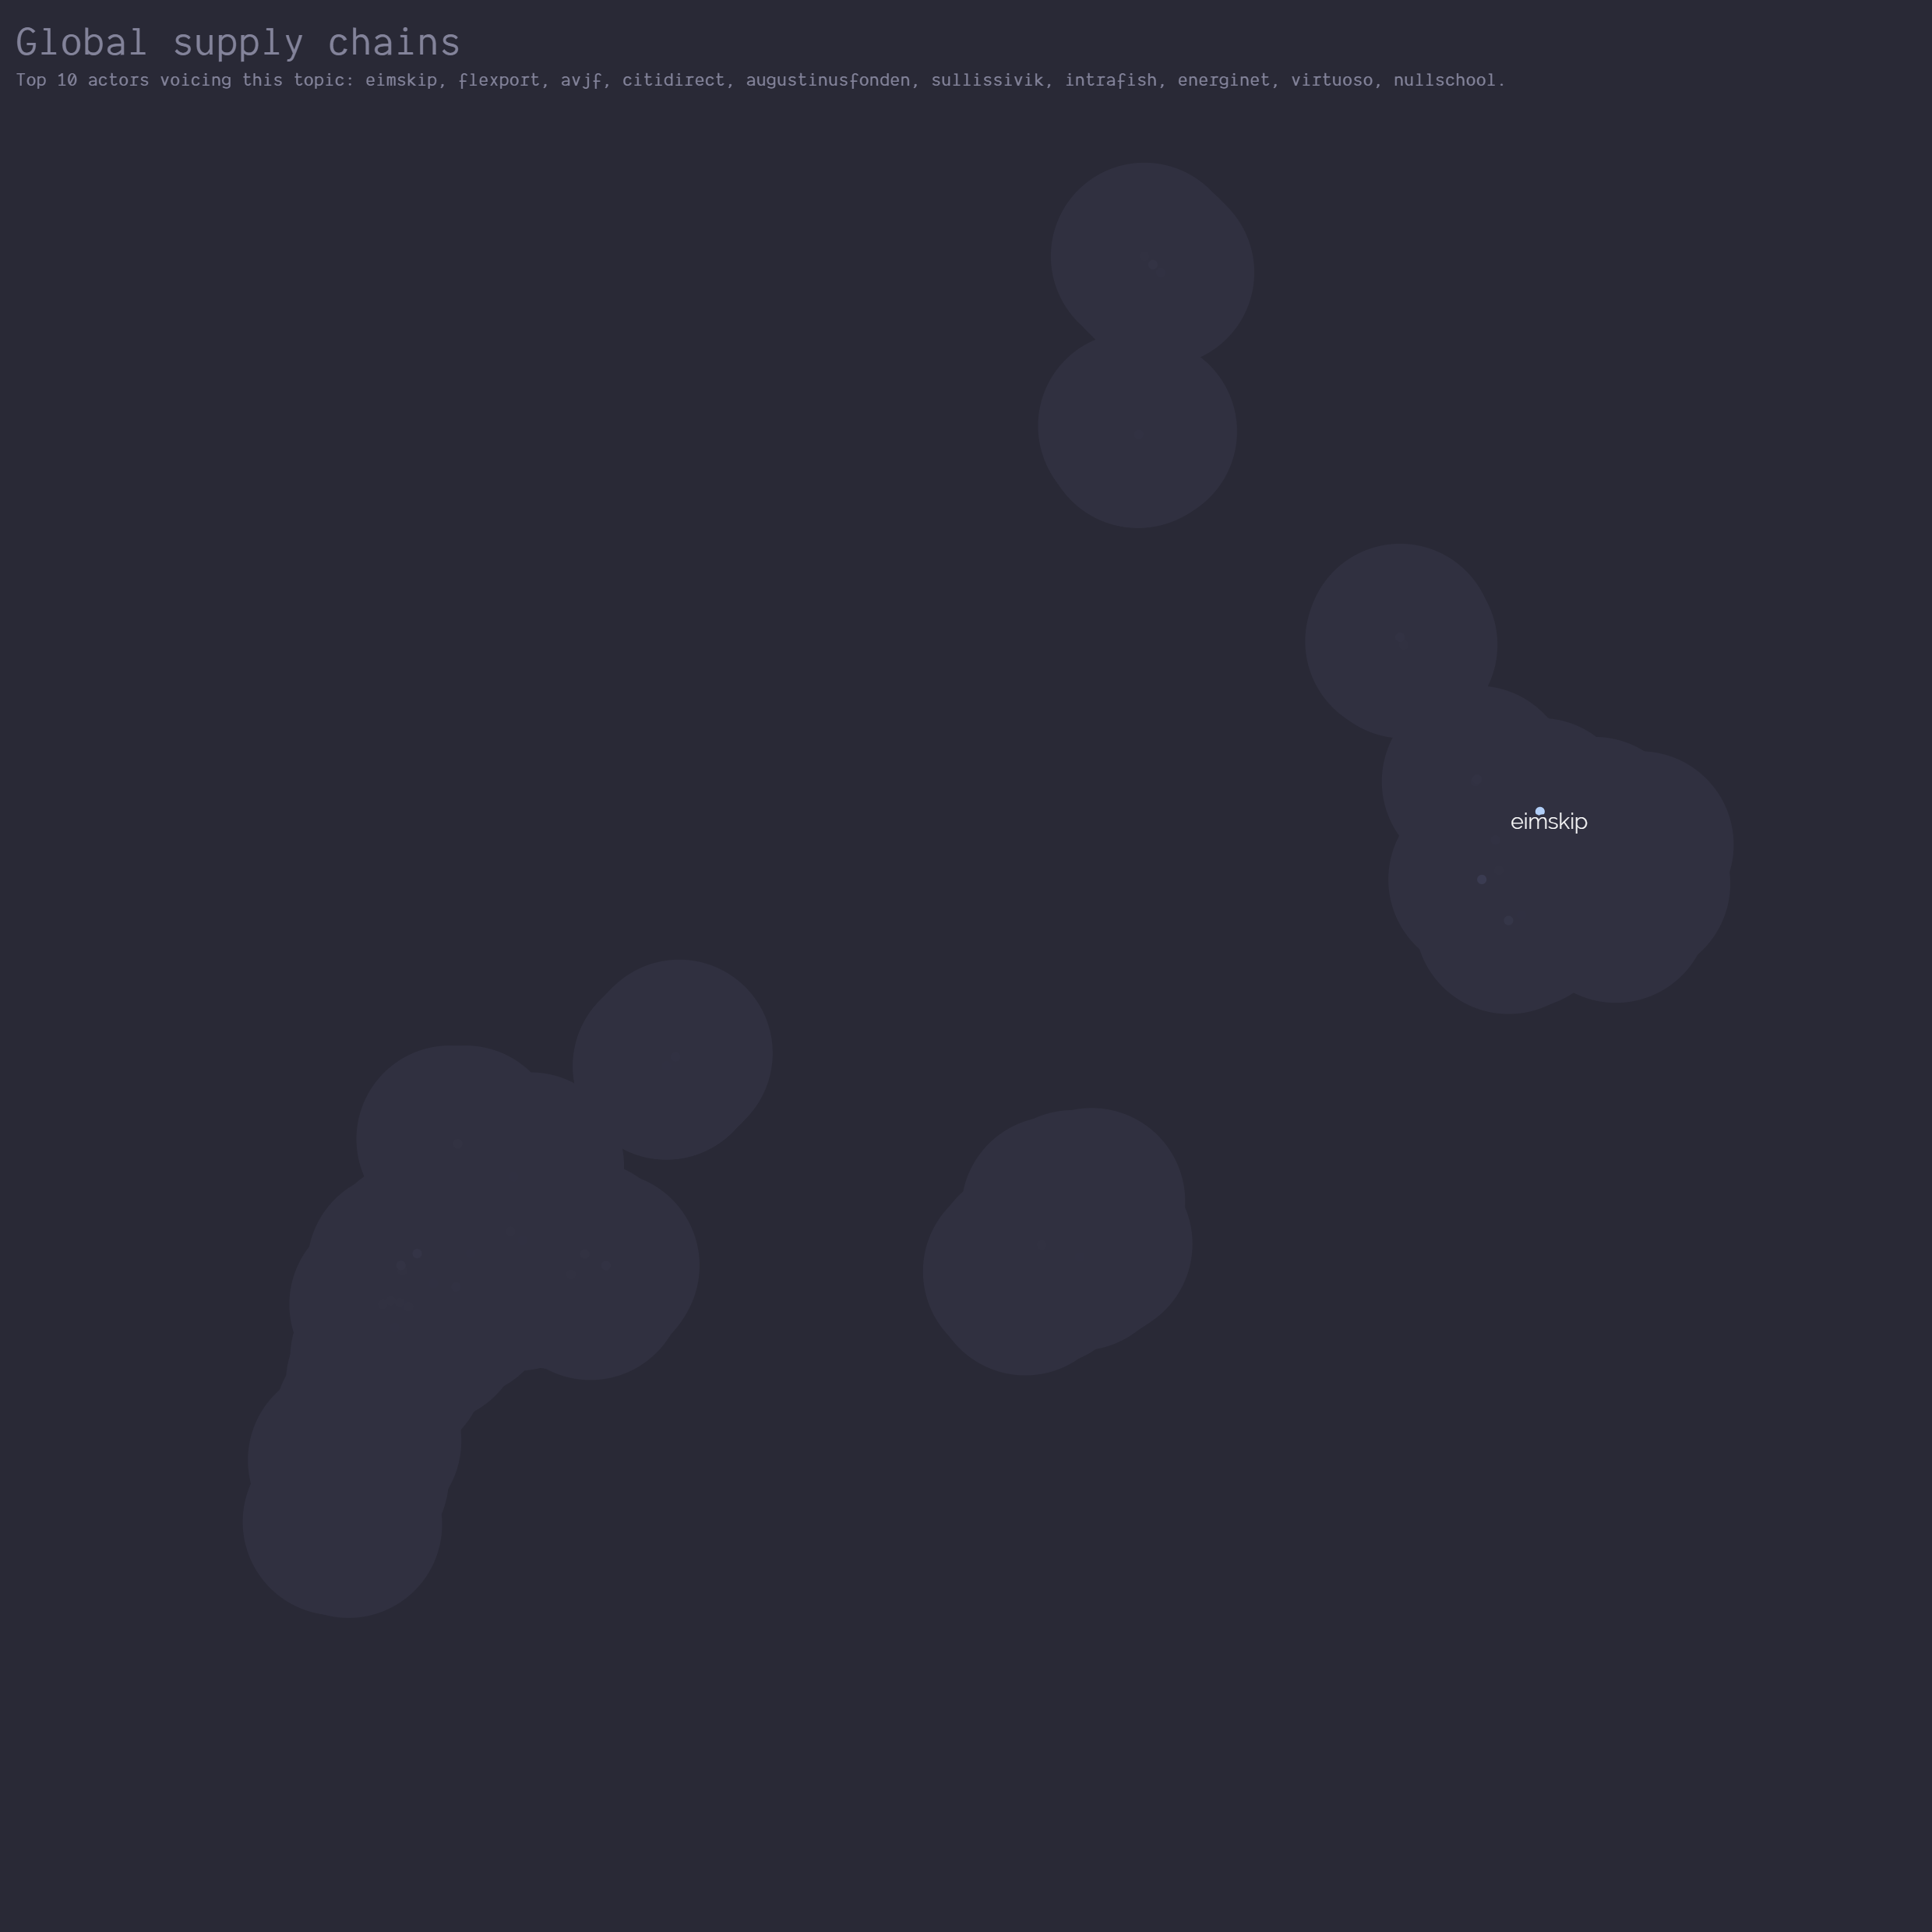 Global supply chains
Top 10 actors voicing this topic: eimskip, flexport, avjf, citidirect, augustinusfonden, sullissivik, intrafish, energinet, virtuoso, nullschool.
eimskip